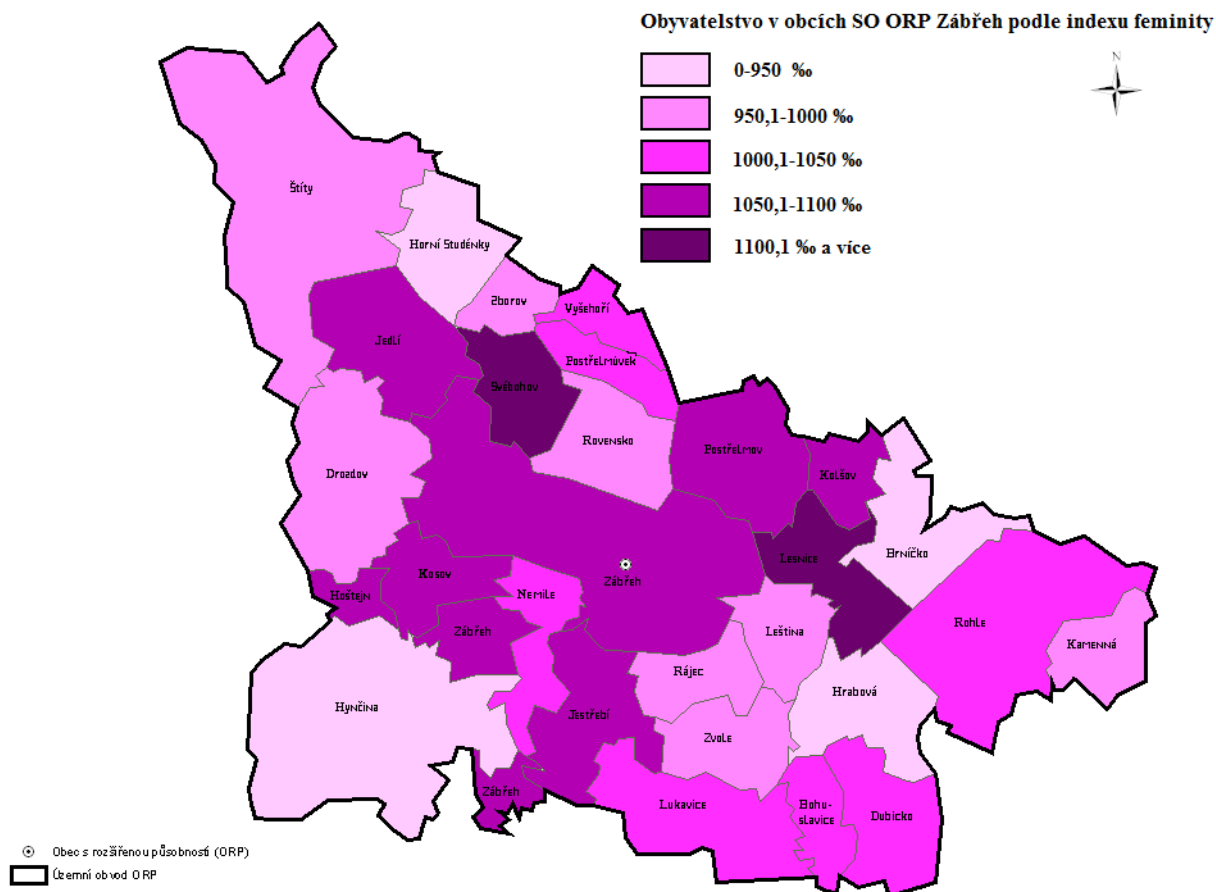 Obyvatelstvo v obcích SO ORP Zábřeh podle indexu feminity
N
0-950 ‰
950,1-1000 ‰
1000,1-1050 ‰
1050,1-1100 ‰
1100,1 ‰ a více
Štíty
Horní Studénky
Zborov
Vyšehoří
Jedlí
Postřelmůvek
Svébohov
Rovensko
Postřelmov
Drozdov
Kolšov
Brníčko
Lesnice
Kosov
Zábřeh
Hoštejn
Nemile
Rohle
Zábřeh
Leština
Kamenná
Rájec
Hrabová
Hynčina
Jestřebí
Zvole
Zábřeh
Lukavice
Bohu-
slavice
Dubicko
Obec s rozšířenou působností (ORP)
Územní obvod ORP